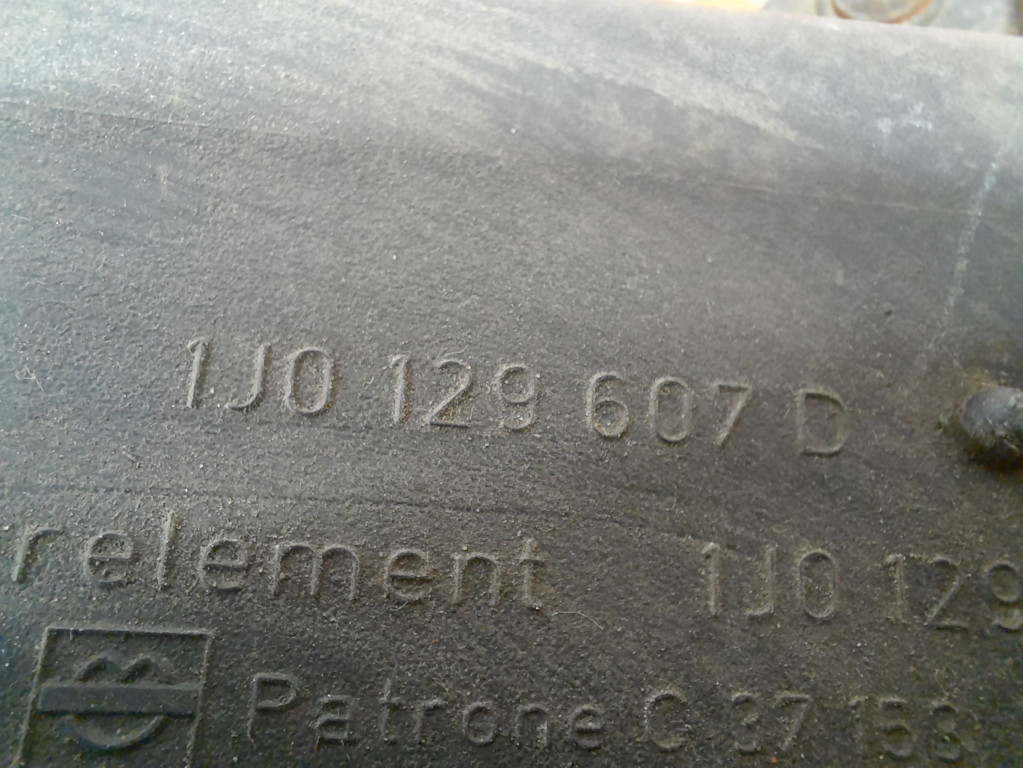 1J0 129 607 D
relement 1J0 129
Patrone C 37 153